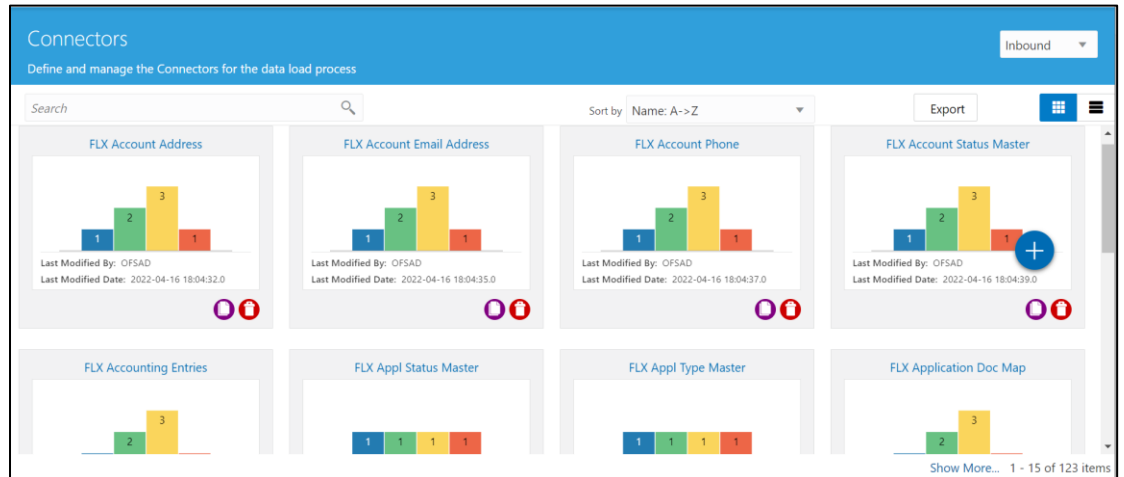 Connectors
Inbound
Define and manage the Connectors for the data load process
Search
Sort by Name: A->Z
Export
FLX Account Address
FLX Account Email Address
FLX Account Phone
FLX Account Status Master
3
2
1
1
3
2
1
1
3
2
1
1
3
2
1
1
Last Modified By: OFSAD
Last Modified Date: 2022-04-16 18:04:32.0
Last Modified By: OFSAD
Last Modified Date: 2022-04-16 18:04:35.0
Last Modified By: OFSAD
Last Modified Date: 2022-04-16 18:04:37.0
Last Modified By: OFSAD
Last Modified Date: 2022-04-16 18:04:39.0
FLX Accounting Entries
FLX Appl Status Master
FLX Appl Type Master
FLX Application Doc Map
3
2
1 1 1 1
1 1 1 1
3
2
Show More... 1 - 15 of 123 items